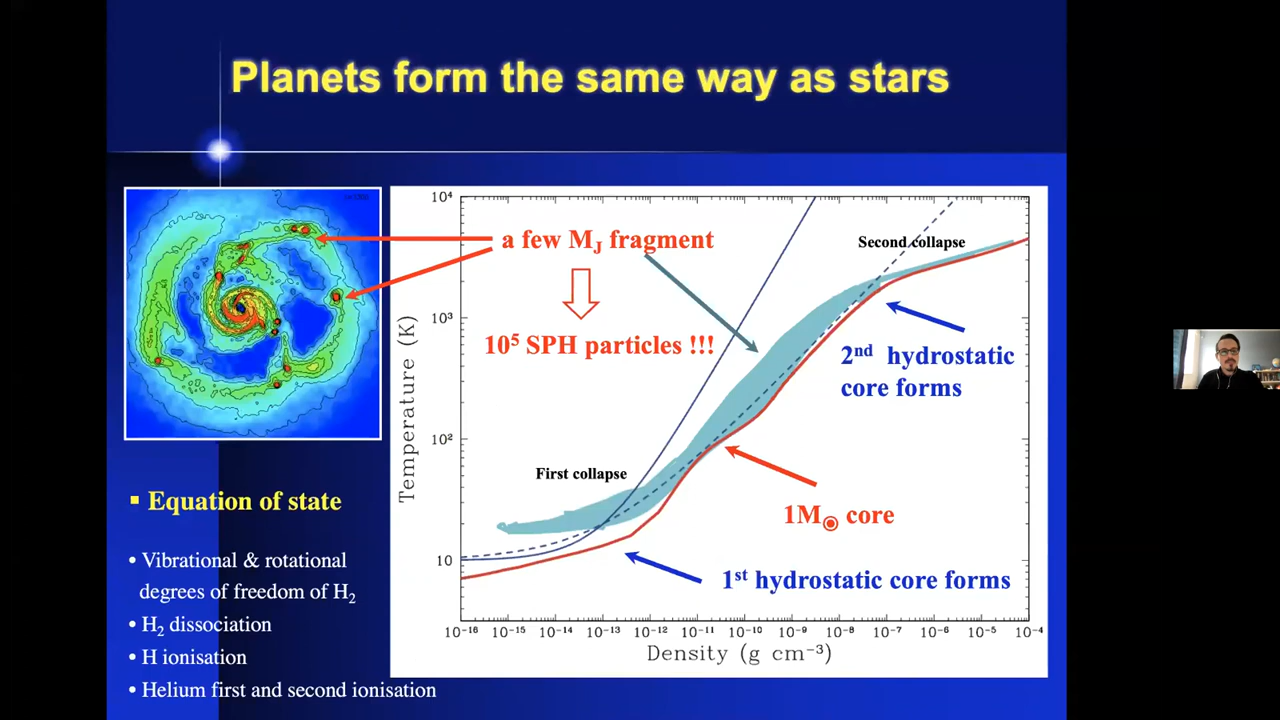 Planets form the same way as stars
a few M_J fragment
10⁵ SPH particles !!!
Second collapse
2nd hydrostatic
core forms
First collapse
1M☉ core
1st hydrostatic core forms
Temperature (K)
10⁴
10³
10²
10
10⁻¹⁶ 10⁻¹⁵ 10⁻¹⁴ 10⁻¹³ 10⁻¹² 10⁻¹¹ 10⁻¹⁰ 10⁻⁹ 10⁻⁸ 10⁻⁷ 10⁻⁶ 10⁻⁵ 10⁻⁴
Density (g cm⁻³)
▪ Equation of state
• Vibrational & rotational
degrees of freedom of H₂
• H₂ dissociation
• H ionisation
• Helium first and second ionisation